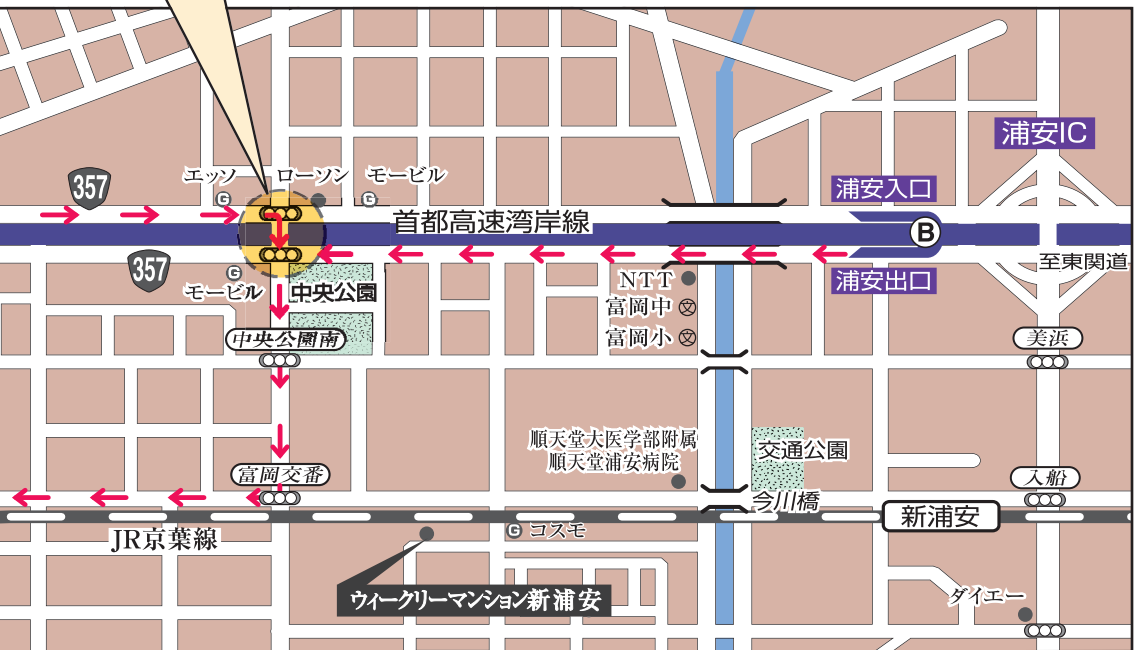 浦安IC
357
エッソ
ローソン
モービル
浦安入口
首都高速湾岸線
B
至東関道
357
モービル
中央公園
NTT
富岡中
文
富岡小
文
浦安出口
中央公園南
美浜
順天堂大医学部附属
順天堂浦安病院
交通公園
富岡交番
入船
今川橋
新浦安
JR京葉線
G
G
G
G
コスモ
ウィークリーマンション新浦安
ダイエー